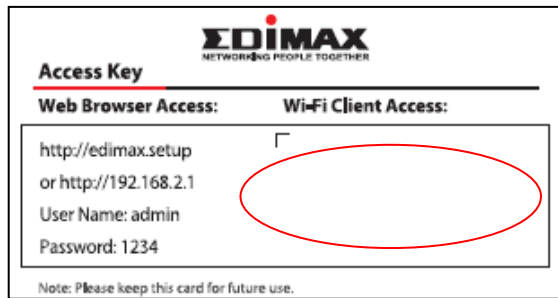 EDIMAX
NETWORKING PEOPLE TOGETHER
Access Key
Web Browser Access:
Wi-Fi Client Access:
http://edimax.setup
or http://192.168.2.1
User Name: admin
Password: 1234
Note: Please keep this card for future use.